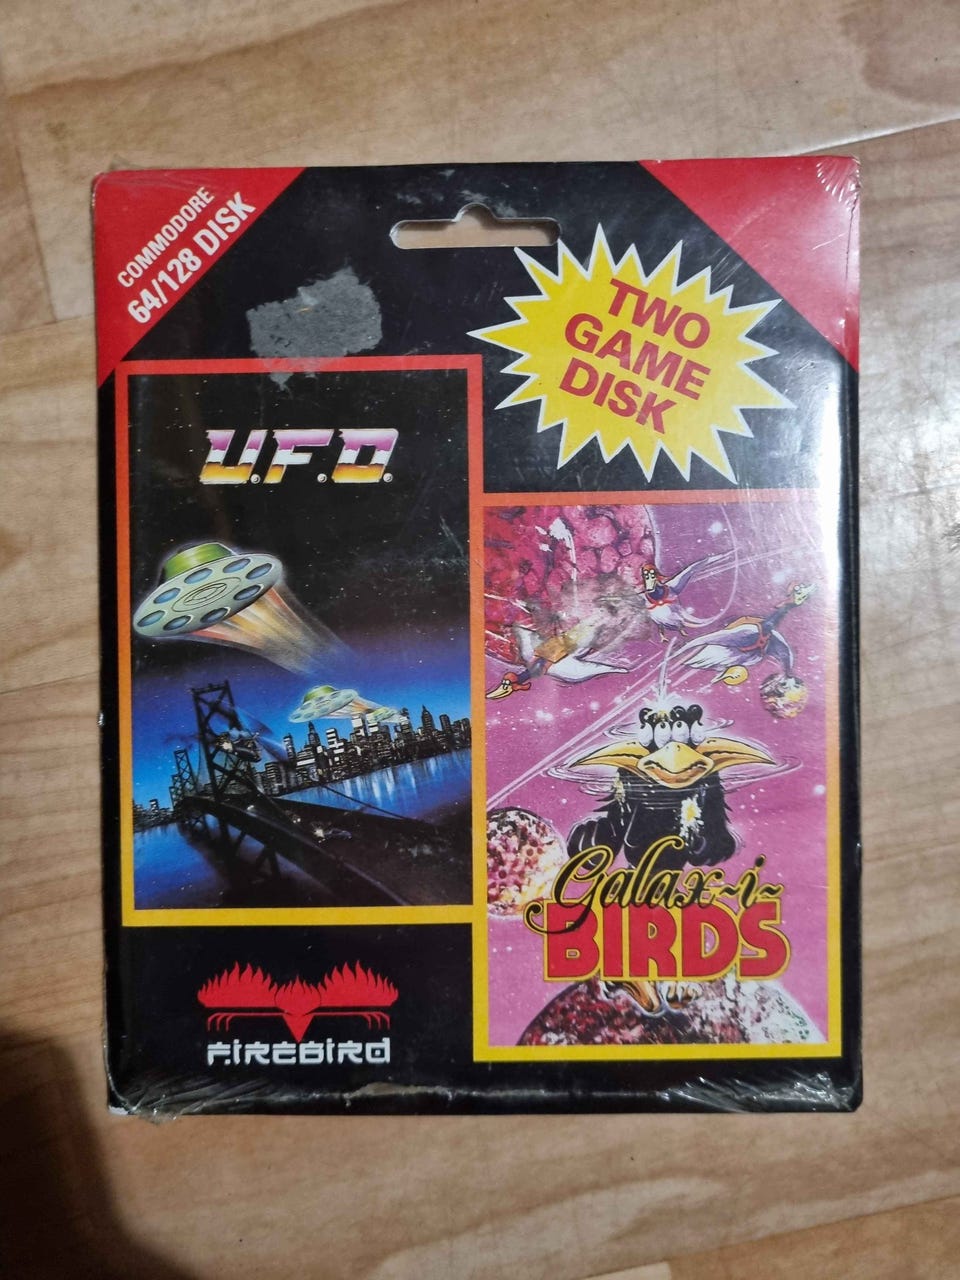 COMMODORE
64/128 DISK
TWO
GAME
DISK
U.F.O.
Galax-i-
BIRDS
FIREBIRD